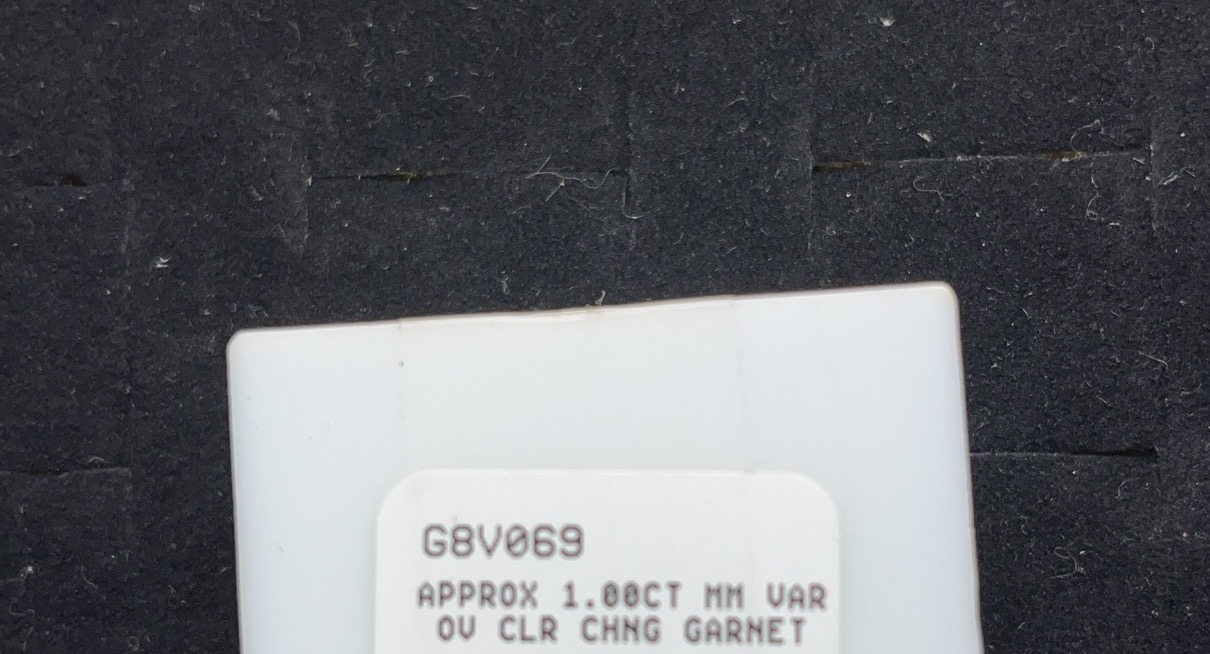 G8V069
APPROX 1.00CT MM VAR
OV CLR CHNG GARNET